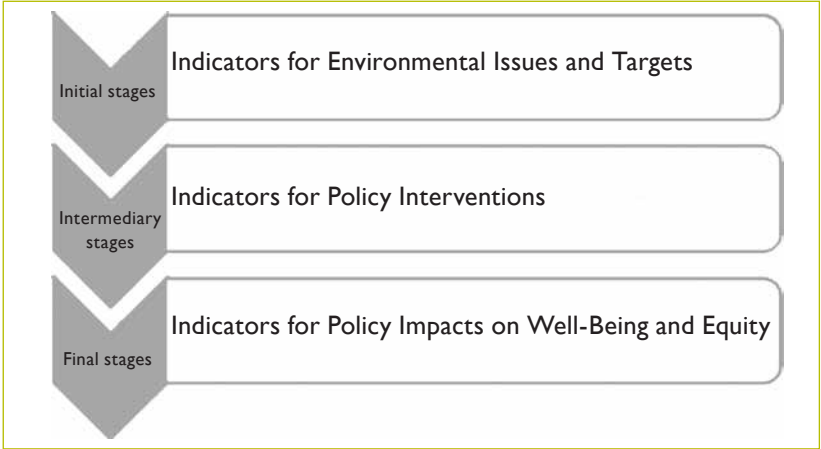 Initial stages
Indicators for Environmental Issues and Targets
Intermediary
stages
Indicators for Policy Interventions
Final stages
Indicators for Policy Impacts on Well-Being and Equity